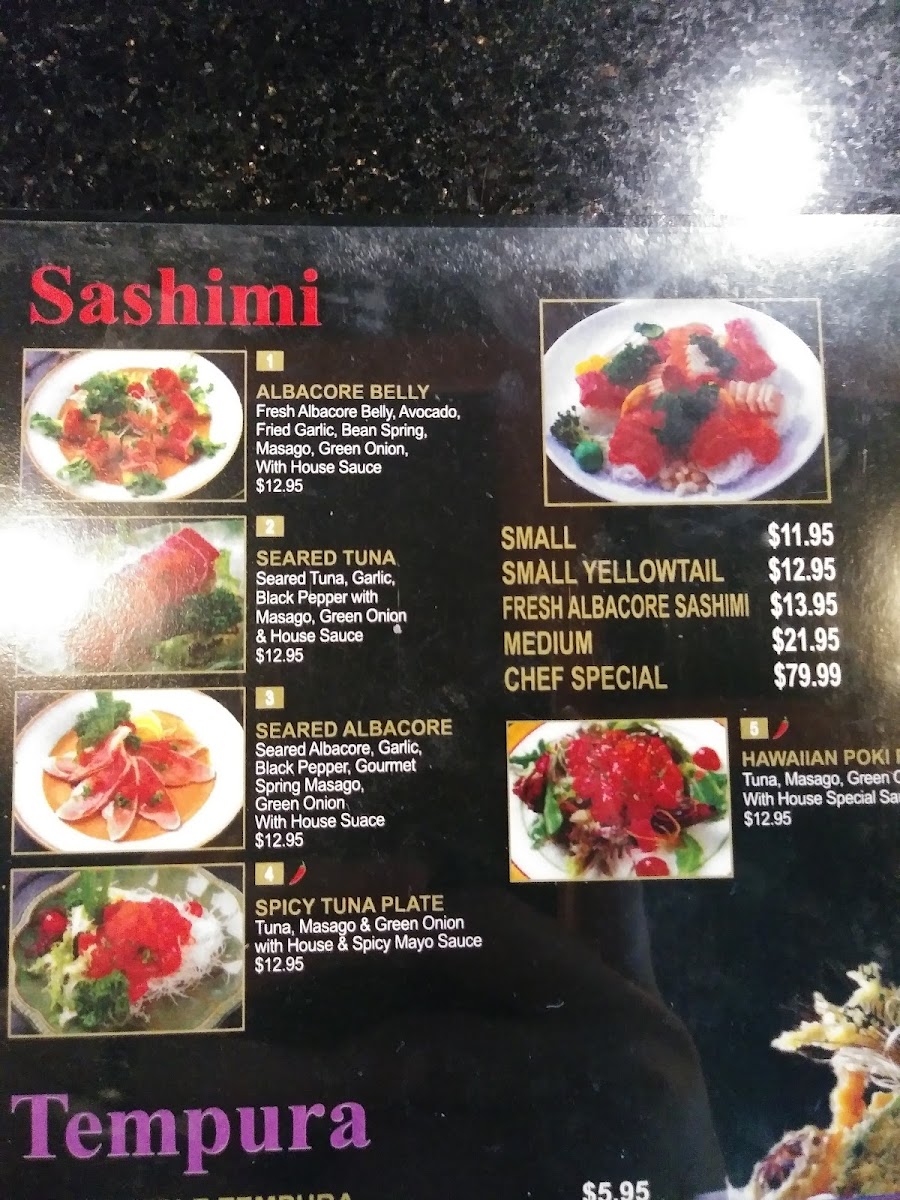 Sashimi
1
ALBACORE BELLY
Fresh Albacore Belly, Avocado,
Fried Garlic, Bean Spring,
Masago, Green Onion,
With House Sauce
$12.95
2
SEARED TUNA
Seared Tuna, Garlic,
Black Pepper with
Masago, Green Onion
& House Sauce
$12.95
3
SEARED ALBACORE
Seared Albacore, Garlic,
Black Pepper, Gourmet
Spring Masago,
Green Onion
With House Suace
$12.95
4
SPICY TUNA PLATE
Tuna, Masago & Green Onion
with House & Spicy Mayo Sauce
$12.95
SMALL $11.95
SMALL YELLOWTAIL $12.95
FRESH ALBACORE SASHIMI $13.95
MEDIUM $21.95
CHEF SPECIAL $79.99
5
HAWAIIAN POKI
Tuna, Masago, Green
With House Special
$12.95
Tempura
TEMPURA $5.95